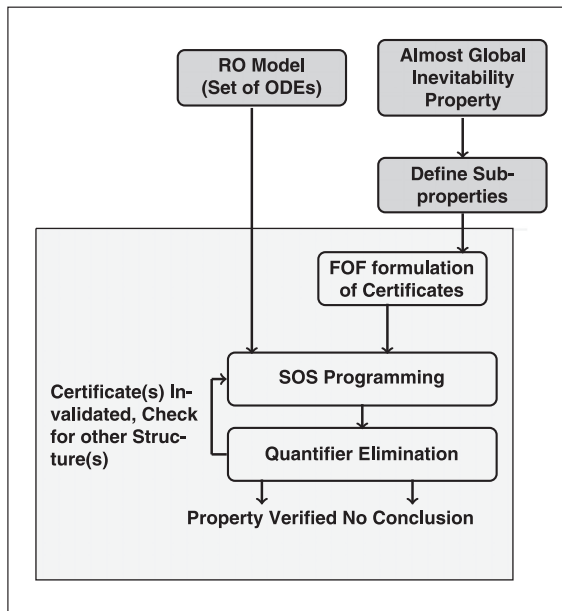 RO Model
(Set of ODEs)
Almost Global
Inevitability
Property
Define Sub-
properties
FOF formulation
of Certificates
SOS Programming
Certificate(s) In-
validated, Check
for other Struc-
ture(s)
Quantifier Elimination
Property Verified No Conclusion